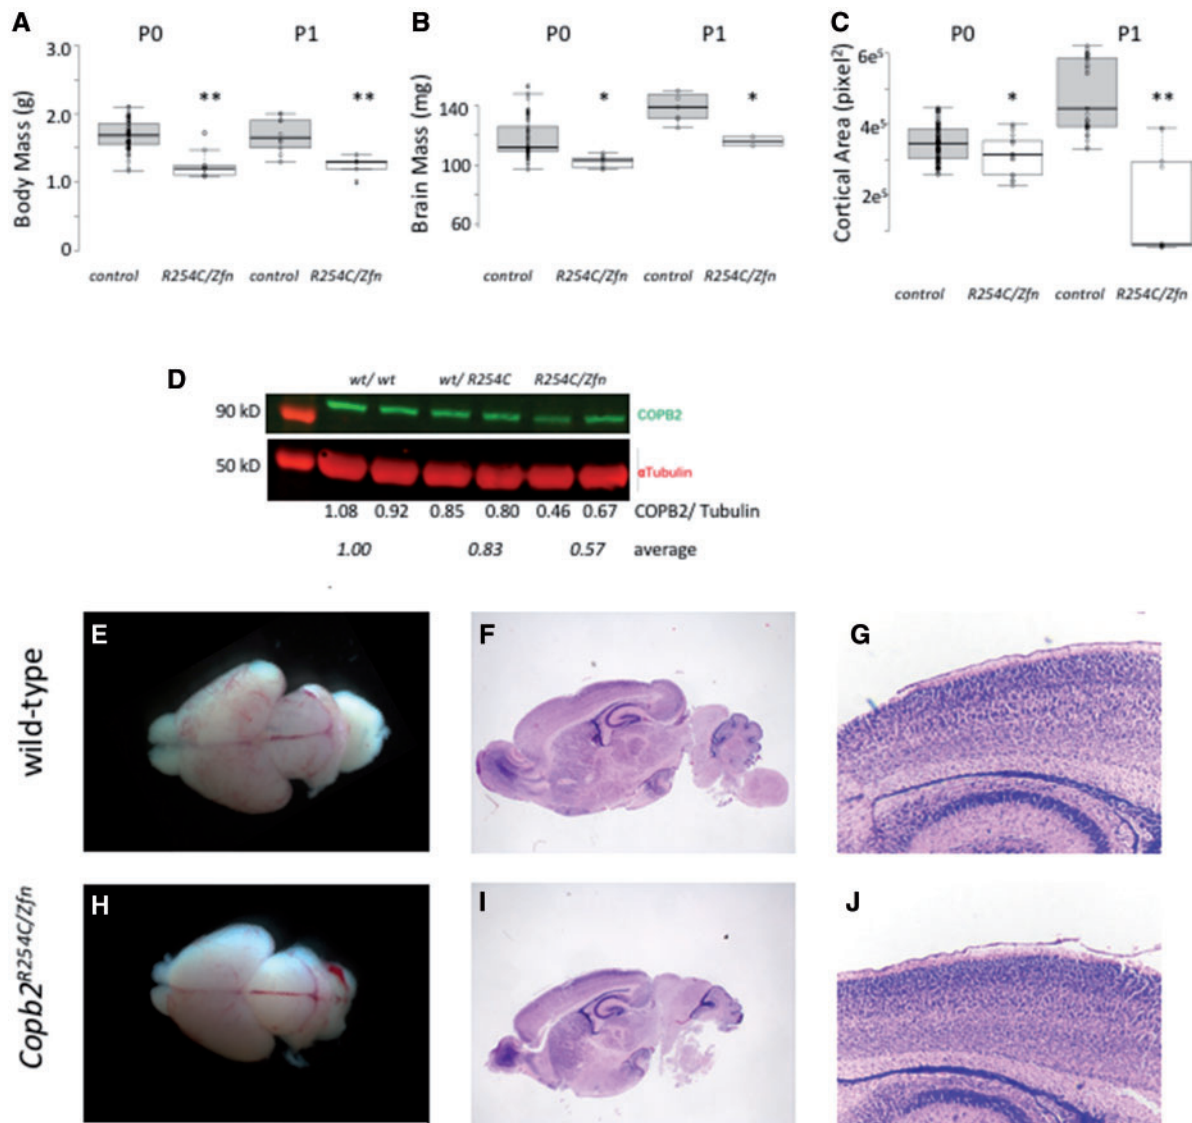 A
P0 P1
Body Mass (g)
3.0
2.0
1.0
0
** **
control R254C/Zfn control R254C/Zfn
B
P0 P1
Brain Mass (mg)
140
100
60
* *
control R254C/Zfn control R254C/Zfn
C
P0 P1
Cortical Area (pixel²)
6e⁵
4e⁵
2e⁵
* **
control R254C/Zfn control R254C/Zfn
D
wt/ wt wt/ R254C R254C/Zfn
90 kD COPB2
50 kD αTubulin
1.08 0.92 0.85 0.80 0.46 0.67 COPB2/ Tubulin
1.00 0.83 0.57 average
wild-type
E F G
Copb2R254C/Zfn
H I J